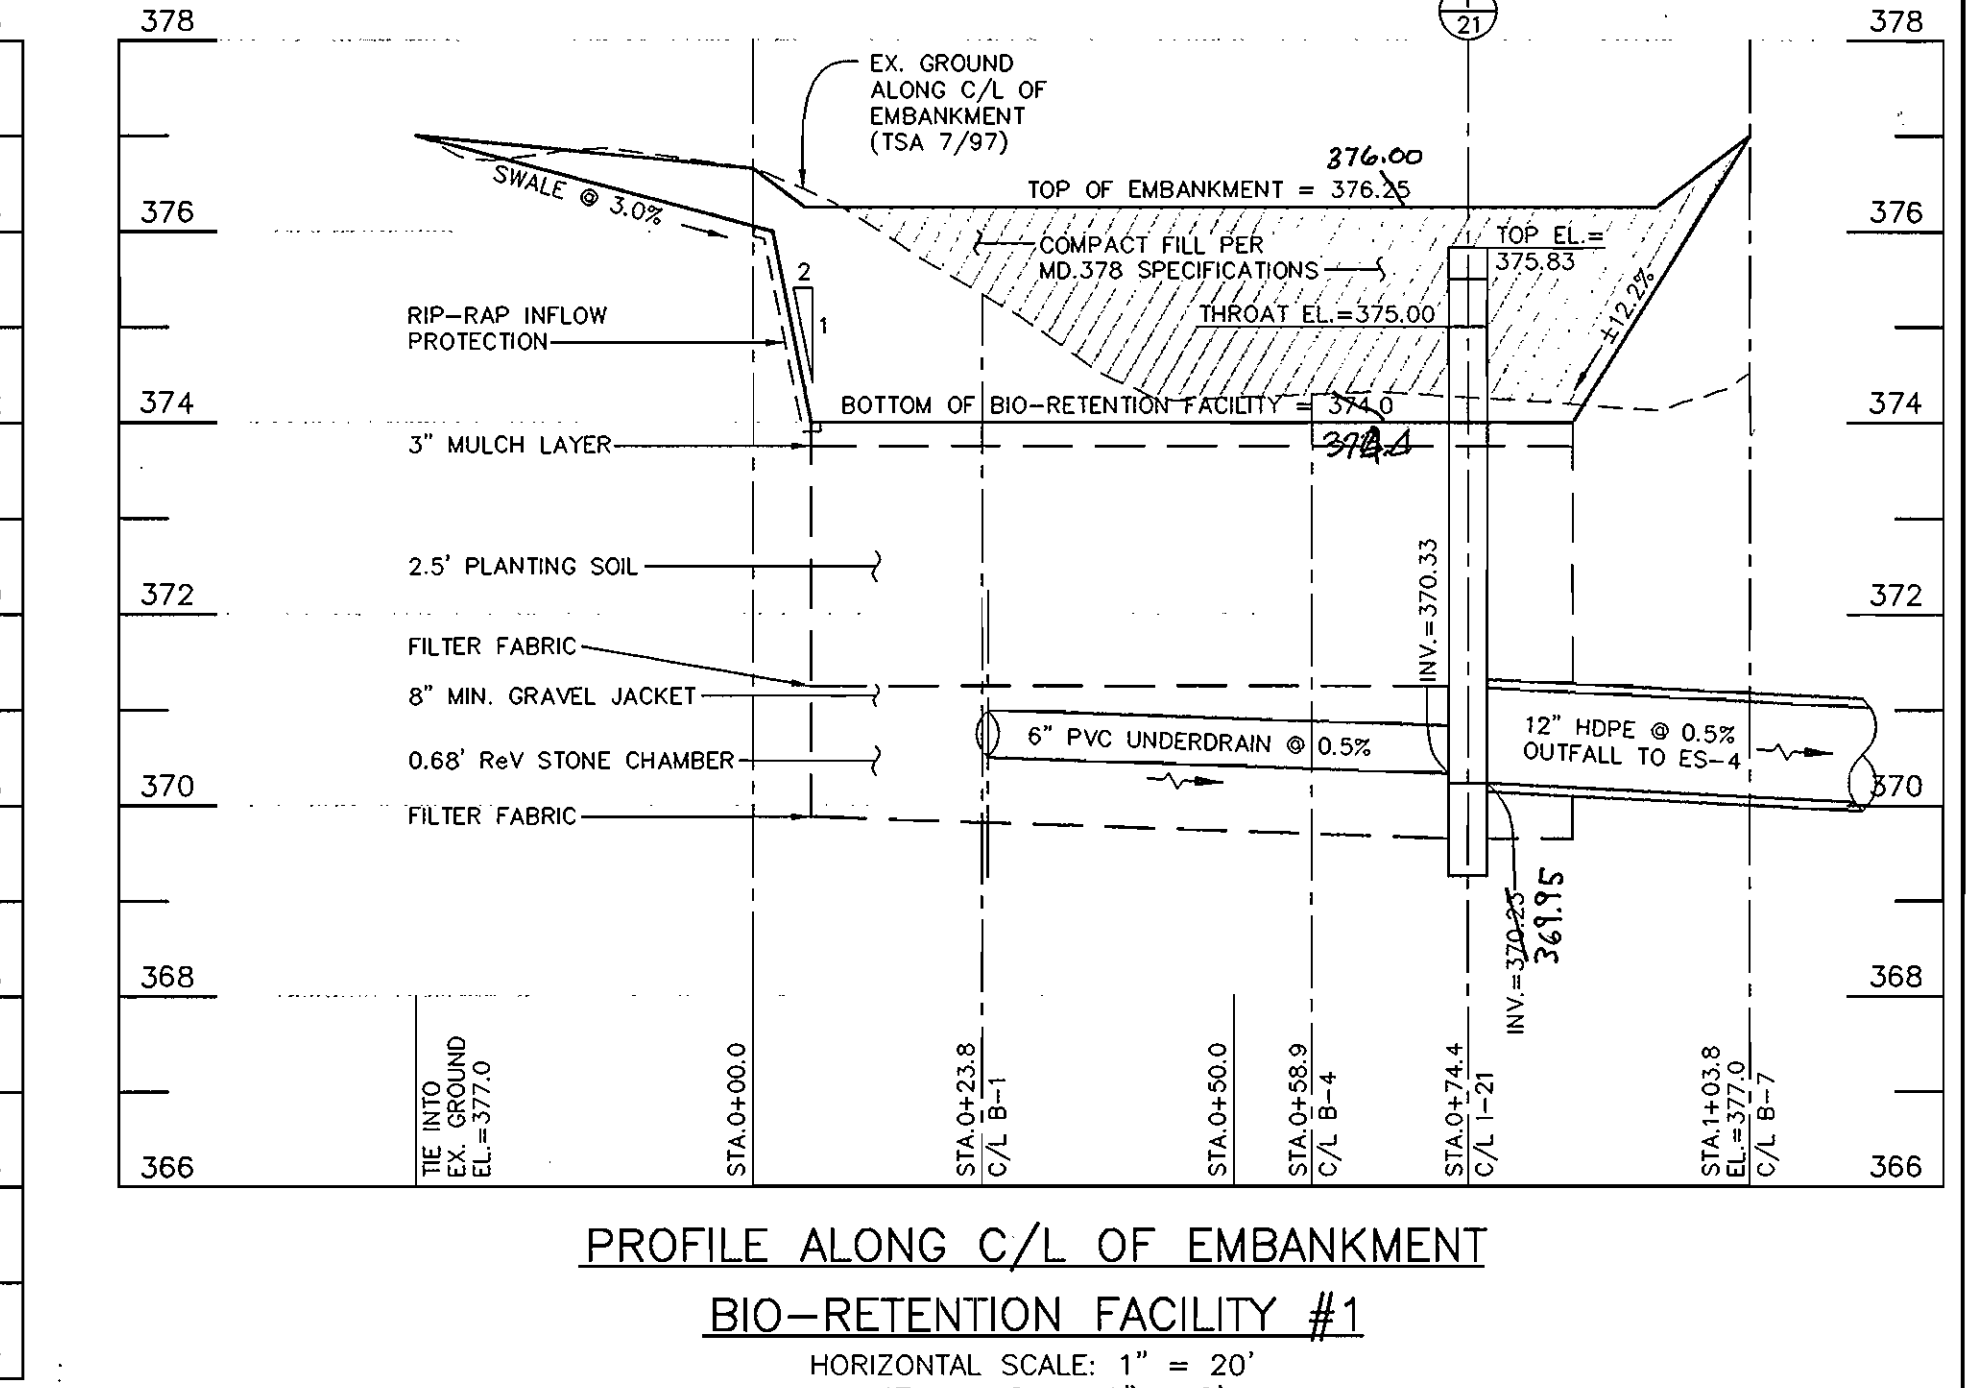 21
378
378
EX. GROUND
ALONG C/L OF
EMBANKMENT
(TSA 7/97)
376.00
TOP OF EMBANKMENT = 376.25
SWALE @ 3.0%
376
376
COMPACT FILL PER
MD.378 SPECIFICATIONS
TOP EL.=
375.83
2
1
±12.2%
RIP-RAP INFLOW
PROTECTION
THROAT EL.=375.00
374
374
BOTTOM OF BIO-RETENTION FACILITY = 374.0
3" MULCH LAYER
2.5' PLANTING SOIL
INV.=370.33
372
372
FILTER FABRIC
8" MIN. GRAVEL JACKET
6" PVC UNDERDRAIN @ 0.5%
12" HDPE @ 0.5%
OUTFALL TO ES-4
0.68' ReV STONE CHAMBER
370
370
FILTER FABRIC
INV.=370.25
369.95
368
368
TIE INTO
EX. GROUND
EL.=377.0
STA.0+00.0
STA.0+23.8
C/L B-1
STA.0+50.0
STA.0+58.9
C/L B-4
STA.0+74.4
C/L I-21
STA.1+03.8
EL.=377.0
C/L B-7
366
366
PROFILE ALONG C/L OF EMBANKMENT
BIO-RETENTION FACILITY #1
HORIZONTAL SCALE: 1" = 20'